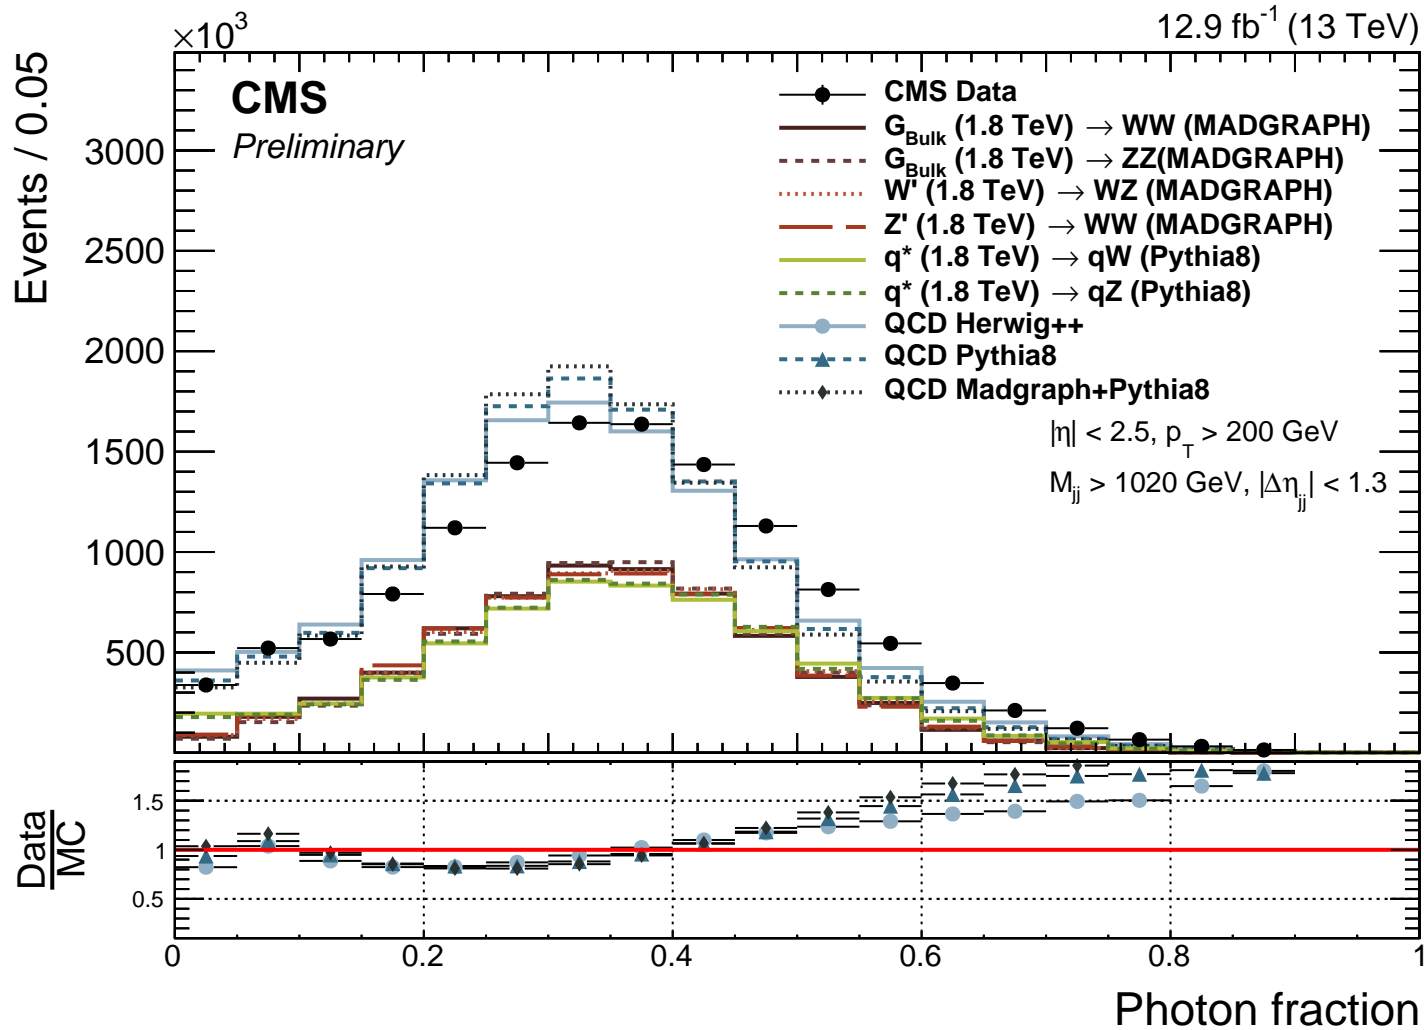 ×10³
12.9 fb⁻¹ (13 TeV)
Events / 0.05
CMS
Preliminary
CMS Data
G_Bulk (1.8 TeV) → WW (MADGRAPH)
G_Bulk (1.8 TeV) → ZZ(MADGRAPH)
W' (1.8 TeV) → WZ (MADGRAPH)
Z' (1.8 TeV) → WW (MADGRAPH)
q* (1.8 TeV) → qW (Pythia8)
q* (1.8 TeV) → qZ (Pythia8)
QCD Herwig++
QCD Pythia8
QCD Madgraph+Pythia8
|η| < 2.5, p_T > 200 GeV
M_jj > 1020 GeV, |Δη_jj| < 1.3
3000
2500
2000
1500
1000
500
Data
MC
1.5
1
0.5
0 0.2 0.4 0.6 0.8 1
Photon fraction